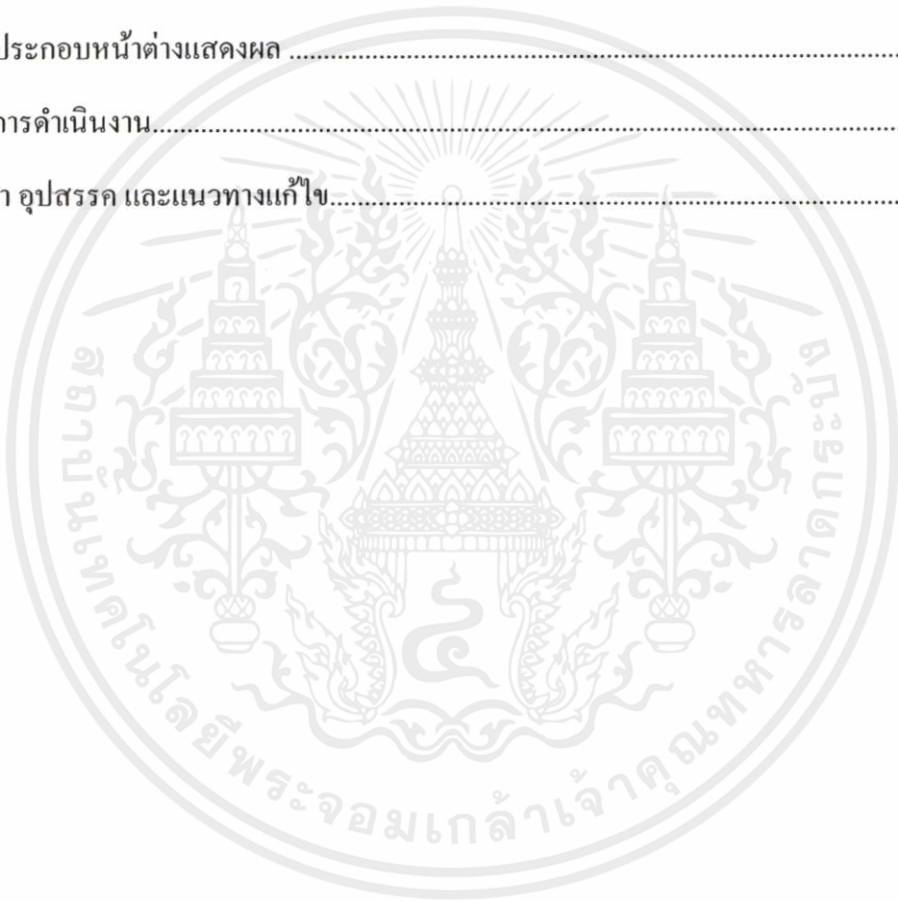 ประกอบหน้าต่างแสดงผล ................................................................................
การดำเนินงาน................................................................................
า อุปสรรค และแนวทางแก้ไข................................................................................
สถาบันเทคโนโลยีพระจอมเกล้าเจ้าคุณทหารลาดกระบัง